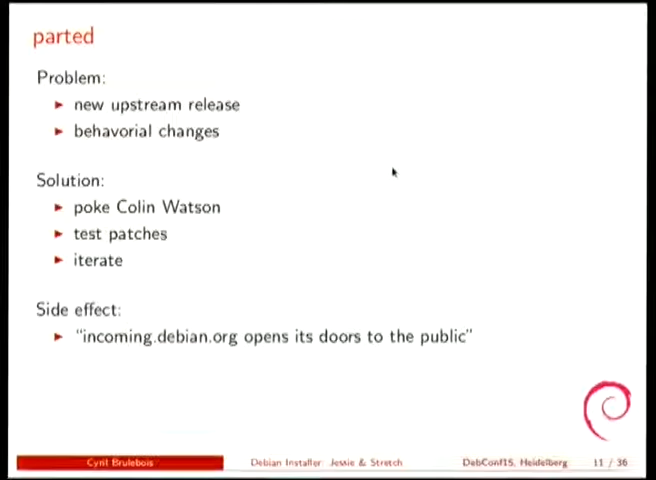 parted
Problem:
► new upstream release
► behavorial changes
Solution:
► poke Colin Watson
► test patches
► iterate
Side effect:
► “incoming.debian.org opens its doors to the public”
Cyril Brulebois Debian Installer: Jessie & Stretch DebConf15, Heidelberg 11 / 36